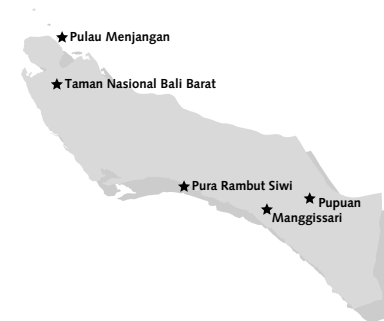 Pulau Menjangan
Taman Nasional Bali Barat
Pura Rambut Siwi
Pupuan
Manggissari